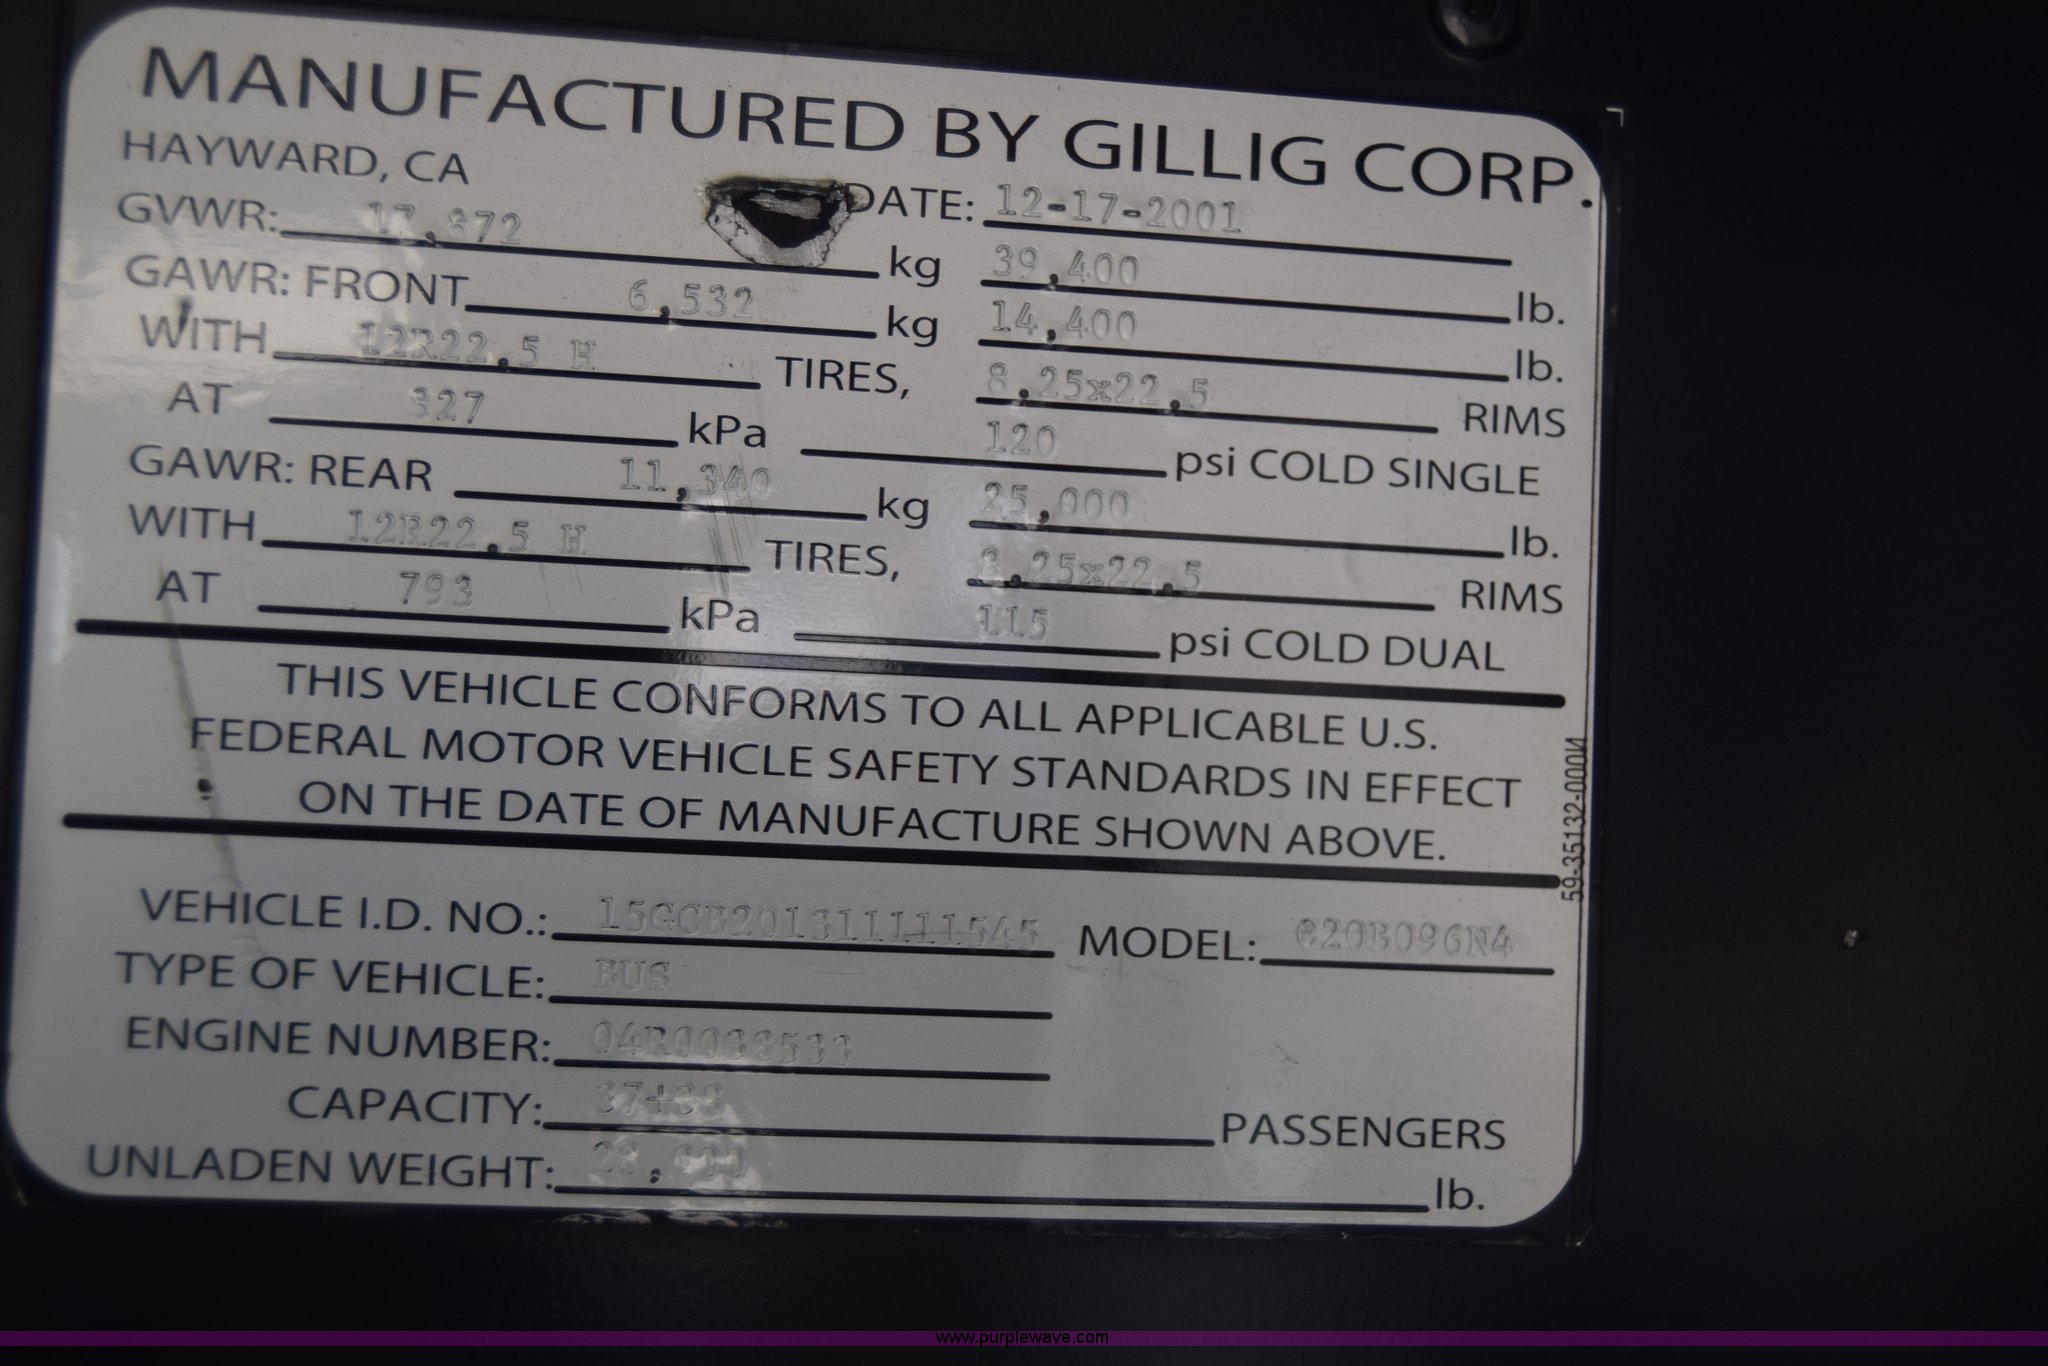 MANUFACTURED BY GILLIG CORP.
HAYWARD, CA DATE: 12-17-2001
GVWR: 17,872 kg 39,400 lb.
GAWR: FRONT 6,532 kg 14,400 lb.
WITH 12R22.5 H TIRES, 8.25x22.5 RIMS
AT 827 kPa 120 psi COLD SINGLE
GAWR: REAR 11,340 kg 25,000 lb.
WITH 12R22.5 H TIRES, 8.25x22.5 RIMS
AT 793 kPa 115 psi COLD DUAL
THIS VEHICLE CONFORMS TO ALL APPLICABLE U.S.
FEDERAL MOTOR VEHICLE SAFETY STANDARDS IN EFFECT
ON THE DATE OF MANUFACTURE SHOWN ABOVE.
VEHICLE I.D. NO.: 15GCB201311111545 MODEL: C20B096N4
TYPE OF VEHICLE: BUS
ENGINE NUMBER:
CAPACITY: 37+38 PASSENGERS
UNLADEN WEIGHT: lb.
59-35132-000N
www.purplewave.com